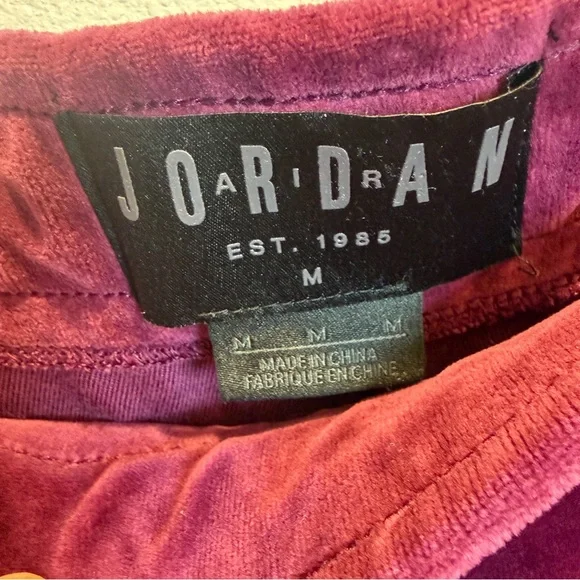 JORDAN
AIR
EST. 1985
M
M M M
MADE IN CHINA
FABRIQUE EN CHINE